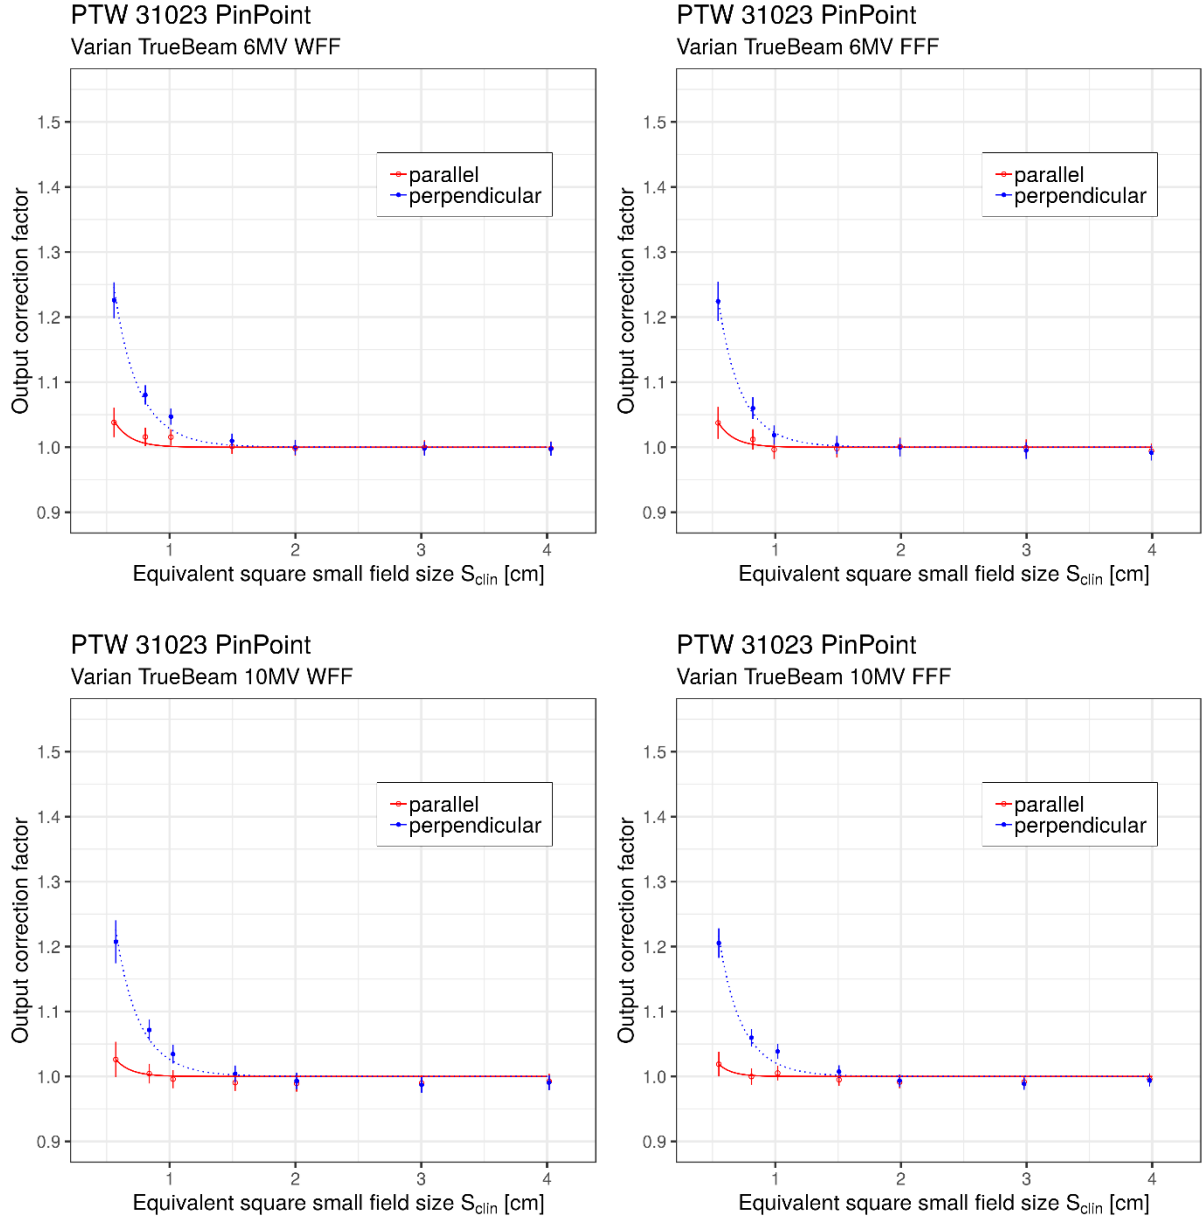 PTW 31023 PinPoint
Varian TrueBeam 6MV WFF
Output correction factor
1.5
1.4
1.3
1.2
1.1
1.0
0.9
parallel
perpendicular
1 2 3 4
Equivalent square small field size Sclin [cm]
PTW 31023 PinPoint
Varian TrueBeam 6MV FFF
Output correction factor
1.5
1.4
1.3
1.2
1.1
1.0
0.9
parallel
perpendicular
1 2 3 4
Equivalent square small field size Sclin [cm]
PTW 31023 PinPoint
Varian TrueBeam 10MV WFF
Output correction factor
1.5
1.4
1.3
1.2
1.1
1.0
0.9
parallel
perpendicular
1 2 3 4
Equivalent square small field size Sclin [cm]
PTW 31023 PinPoint
Varian TrueBeam 10MV FFF
Output correction factor
1.5
1.4
1.3
1.2
1.1
1.0
0.9
parallel
perpendicular
1 2 3 4
Equivalent square small field size Sclin [cm]